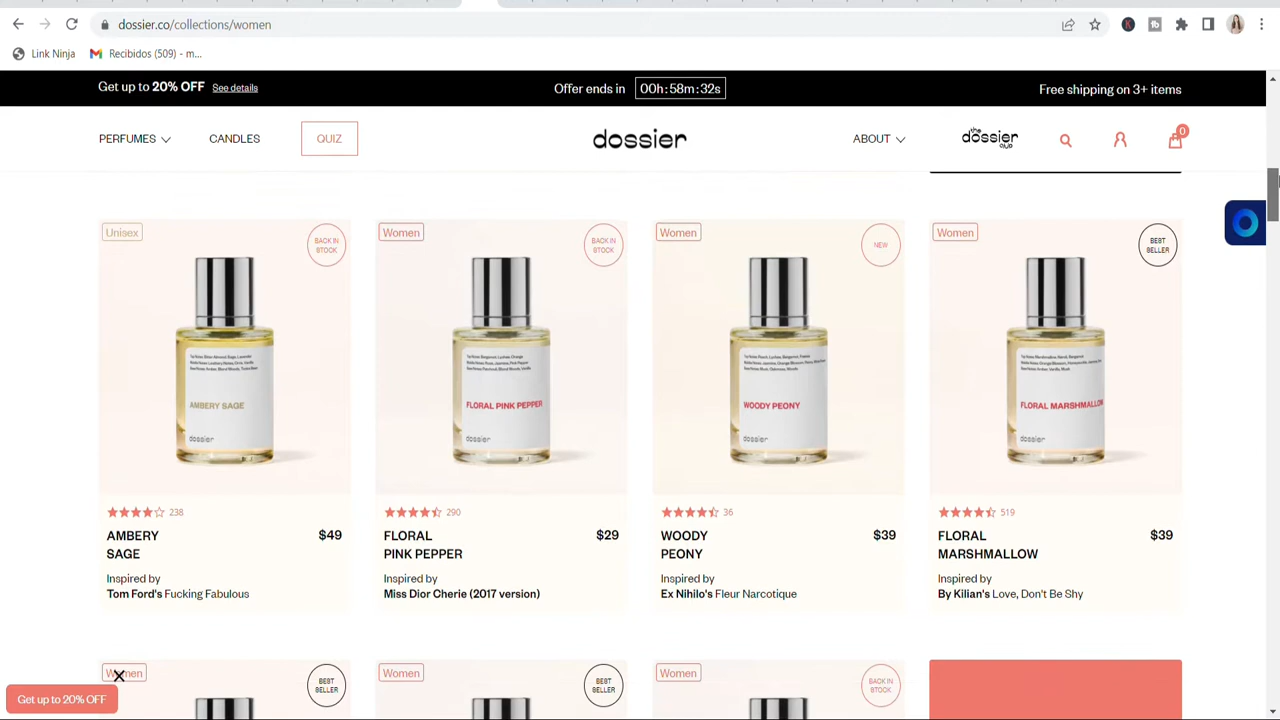 dossier.co/collections/women
Link Ninja
Recibidos (509) - m...
Get up to 20% OFF See details
Offer ends in 00h:58m:32s
Free shipping on 3+ items
PERFUMES
CANDLES
QUIZ
dossier
ABOUT
the
dossier
club
0
Unisex
BACK IN
STOCK
AMBERY SAGE
dossier
238
AMBERY
SAGE
$49
Inspired by
Tom Ford's Fucking Fabulous
Women
BACK IN
STOCK
FLORAL PINK PEPPER
dossier
290
FLORAL
PINK PEPPER
$29
Inspired by
Miss Dior Cherie (2017 version)
Women
NEW
WOODY PEONY
dossier
36
WOODY
PEONY
$39
Inspired by
Ex Nihilo's Fleur Narcotique
Women
BEST
SELLER
FLORAL MARSHMALLOW
dossier
519
FLORAL
MARSHMALLOW
$39
Inspired by
By Kilian's Love, Don't Be Shy
Women
BEST
SELLER
Women
BEST
SELLER
Women
BACK IN
STOCK
Get up to 20% OFF